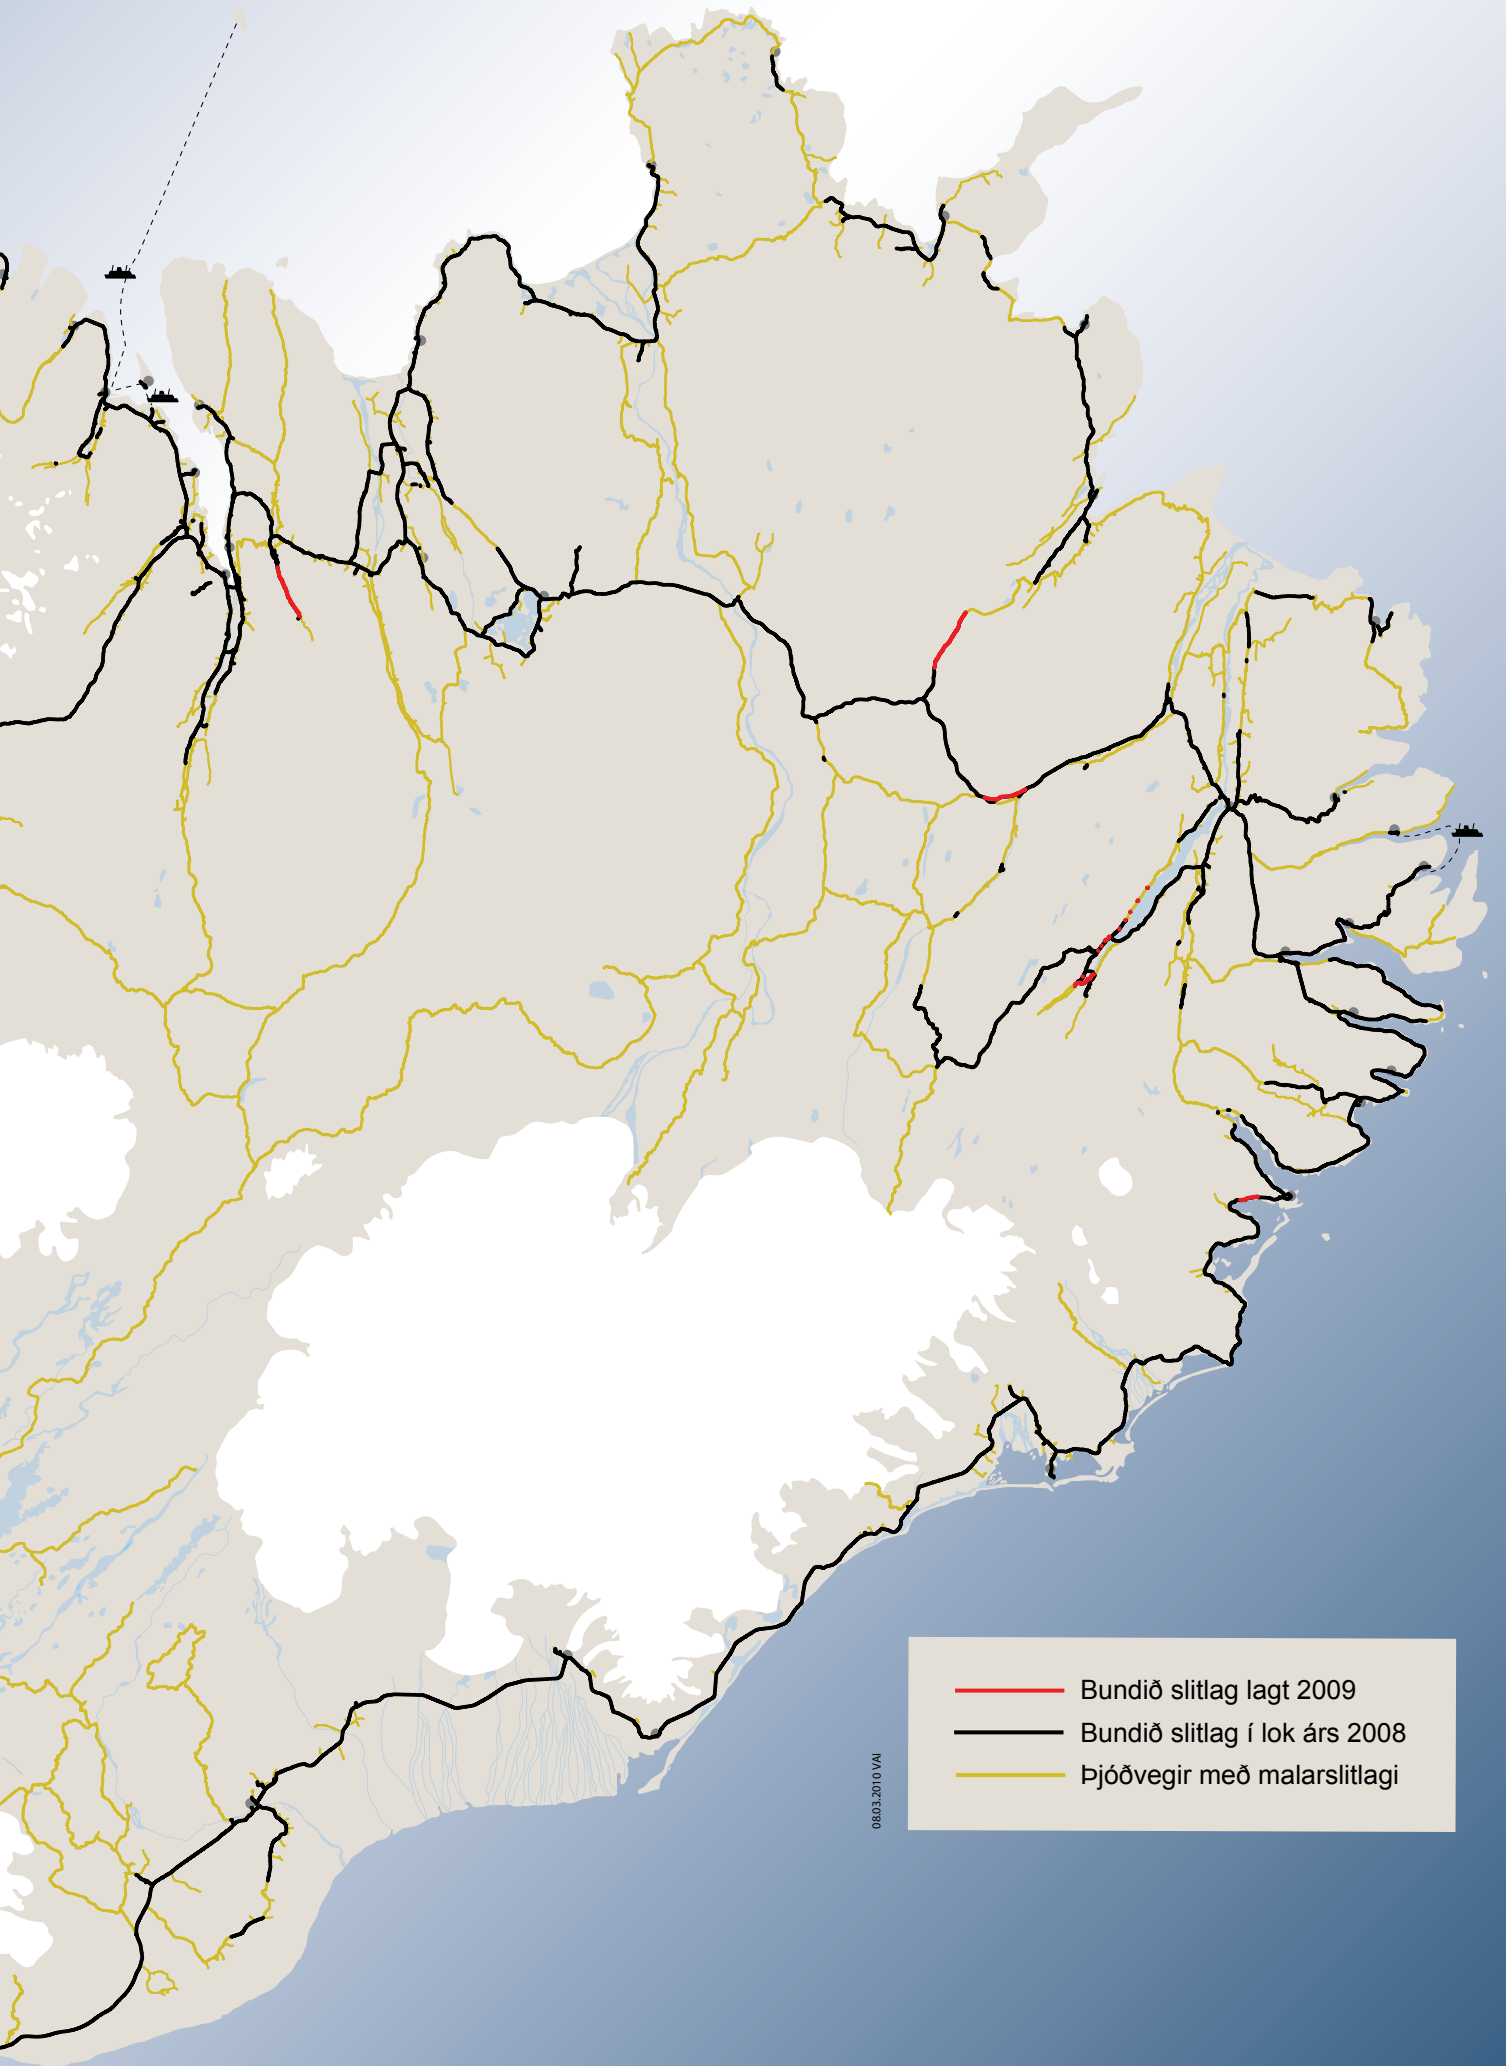 Bundið slitlag lagt 2009
Bundið slitlag í lok árs 2008
Þjóðvegir með malarslitlagi
08.03.2010 VAI